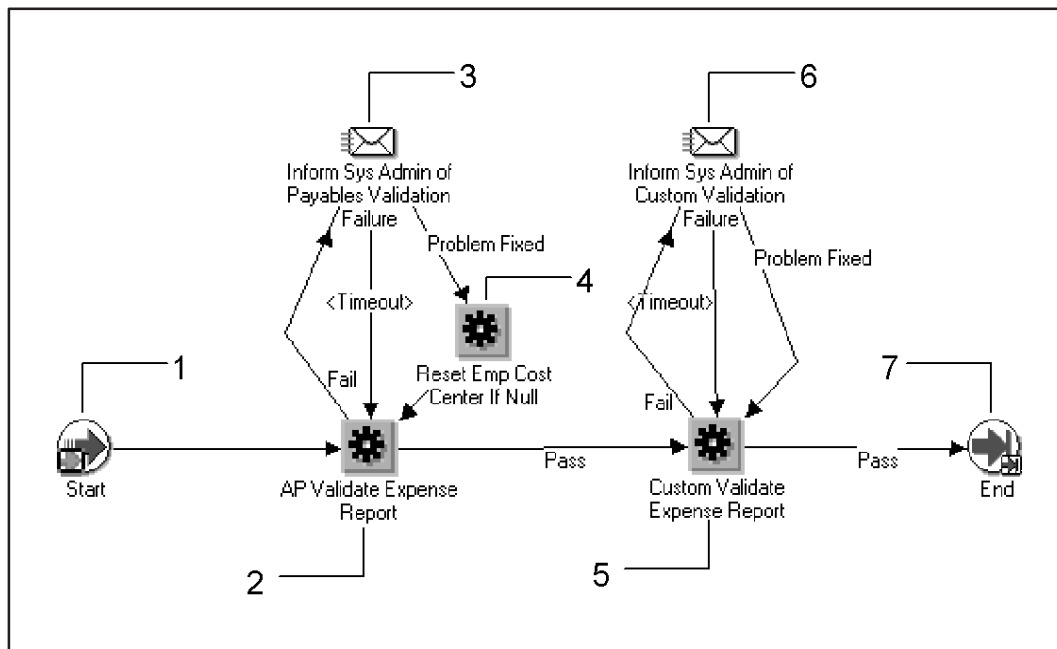 3
6
Inform Sys Admin of
Payables Validation
Failure
Inform Sys Admin of
Custom Validation
Failure
Problem Fixed
Problem Fixed
4
<Timeout>
<Timeout>
1
Reset Emp Cost
Center If Null
7
Fail
Fail
Start
Pass
Pass
End
AP Validate Expense
Report
Custom Validate
Expense Report
2
5